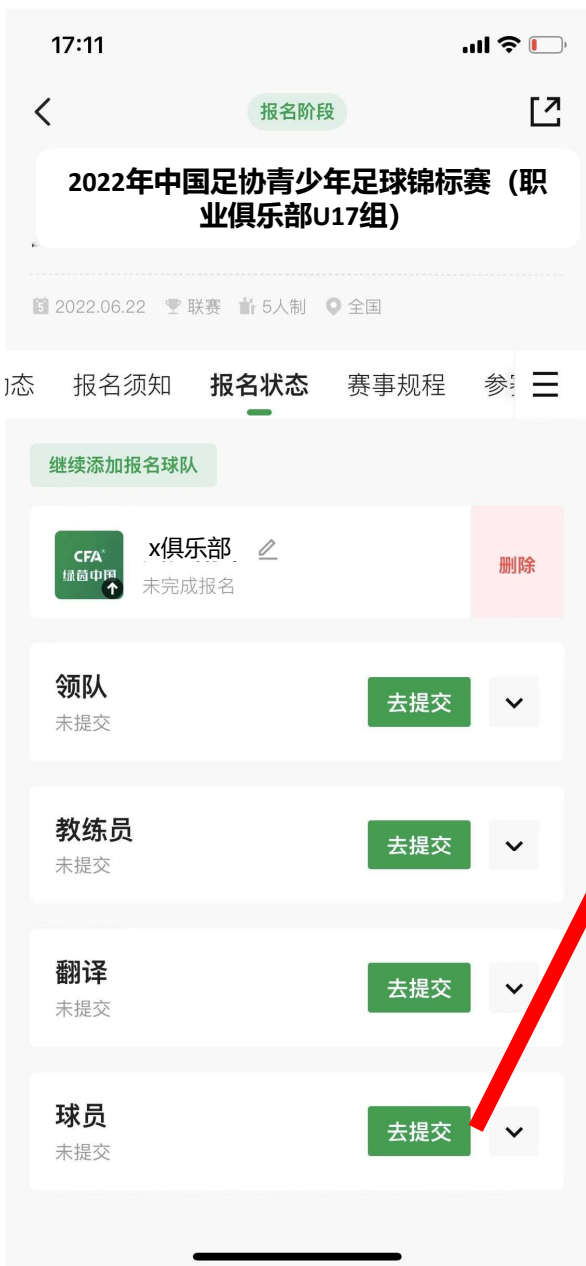 17:11
报名阶段
2022年中国足协青少年足球锦标赛（职
业俱乐部U17组）
2022.06.22 联赛 5人制 全国
态 报名须知 报名状态 赛事规程 参
继续添加报名球队
CFA
绿茵中国
x俱乐部
未完成报名
删除
领队
未提交
去提交
教练员
未提交
去提交
翻译
未提交
去提交
球员
未提交
去提交